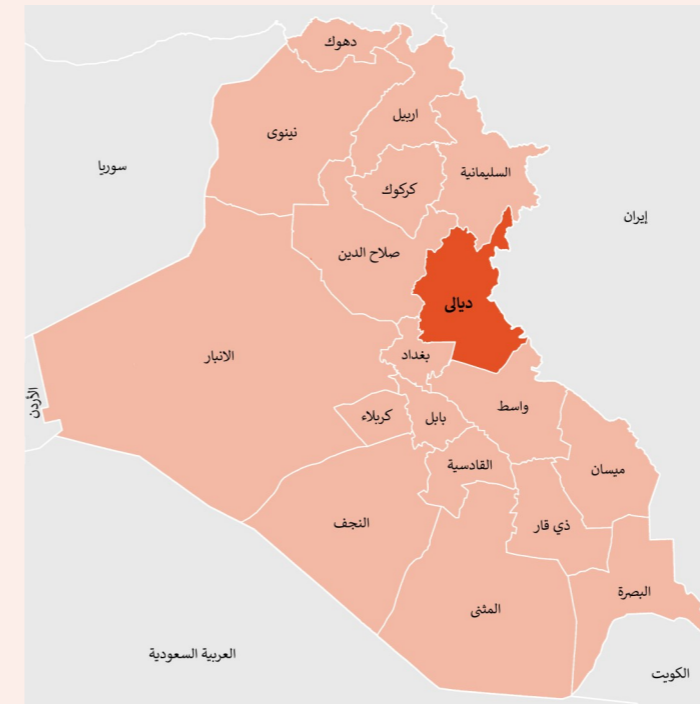 دهوك
اربيل
نينوى
سوريا
السليمانية
كركوك
إيران
صلاح الدين
ديالى
بغداد
الانبار
الأردن
واسط
كربلاء
بابل
القادسية
ميسان
النجف
ذي قار
البصرة
المثنى
العربية السعودية
الكويت